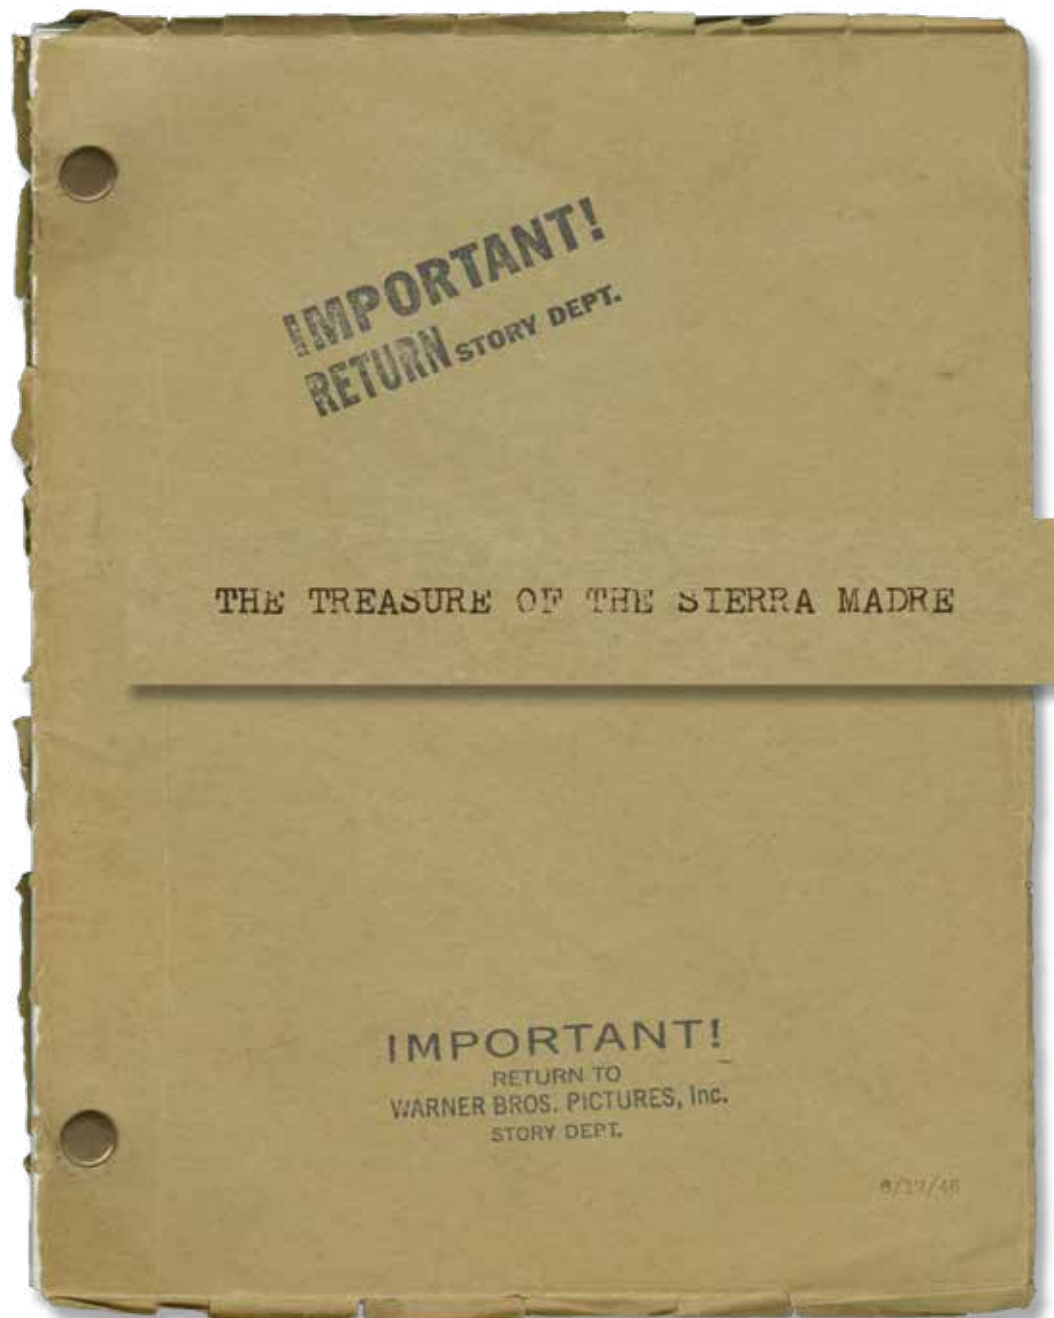 IMPORTANT!
RETURN STORY DEPT.
THE TREASURE OF THE SIERRA MADRE
IMPORTANT!
RETURN TO
WARNER BROS. PICTURES, Inc.
STORY DEPT.